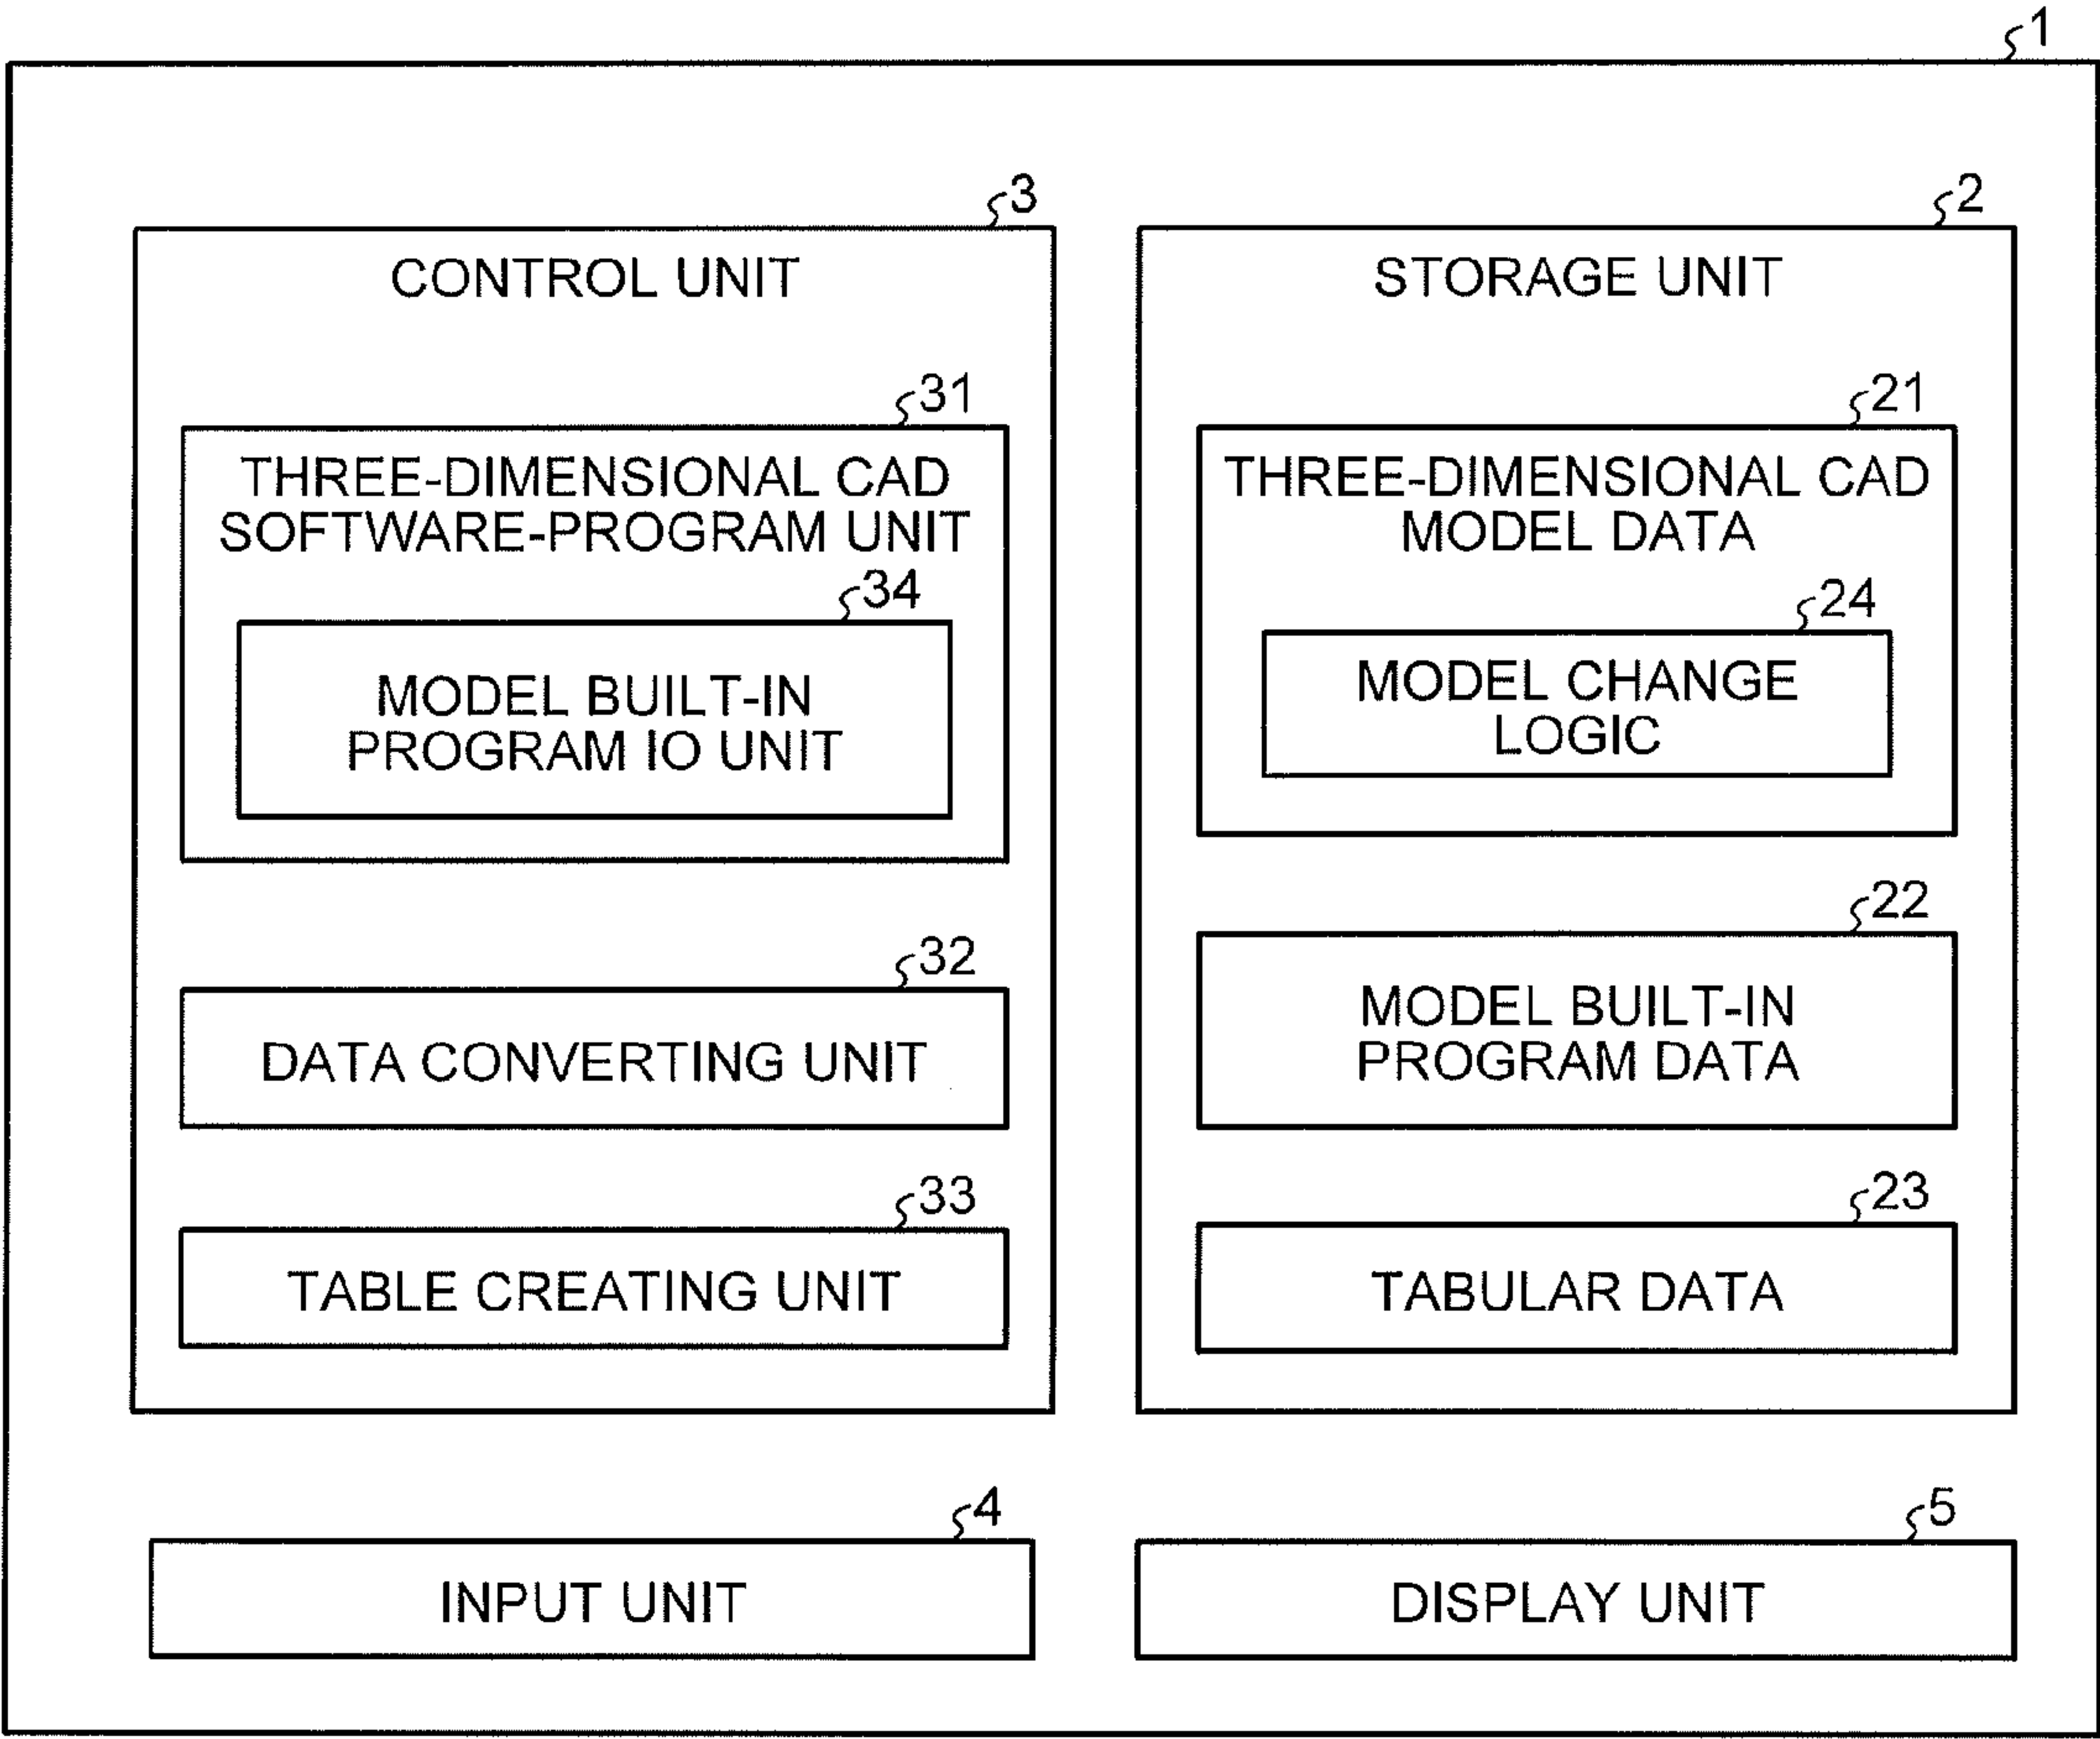 1
3
CONTROL UNIT
31
THREE-DIMENSIONAL CAD
SOFTWARE-PROGRAM UNIT
34
MODEL BUILT-IN
PROGRAM IO UNIT
32
DATA CONVERTING UNIT
33
TABLE CREATING UNIT
2
STORAGE UNIT
21
THREE-DIMENSIONAL CAD
MODEL DATA
24
MODEL CHANGE
LOGIC
22
MODEL BUILT-IN
PROGRAM DATA
23
TABULAR DATA
4
INPUT UNIT
5
DISPLAY UNIT